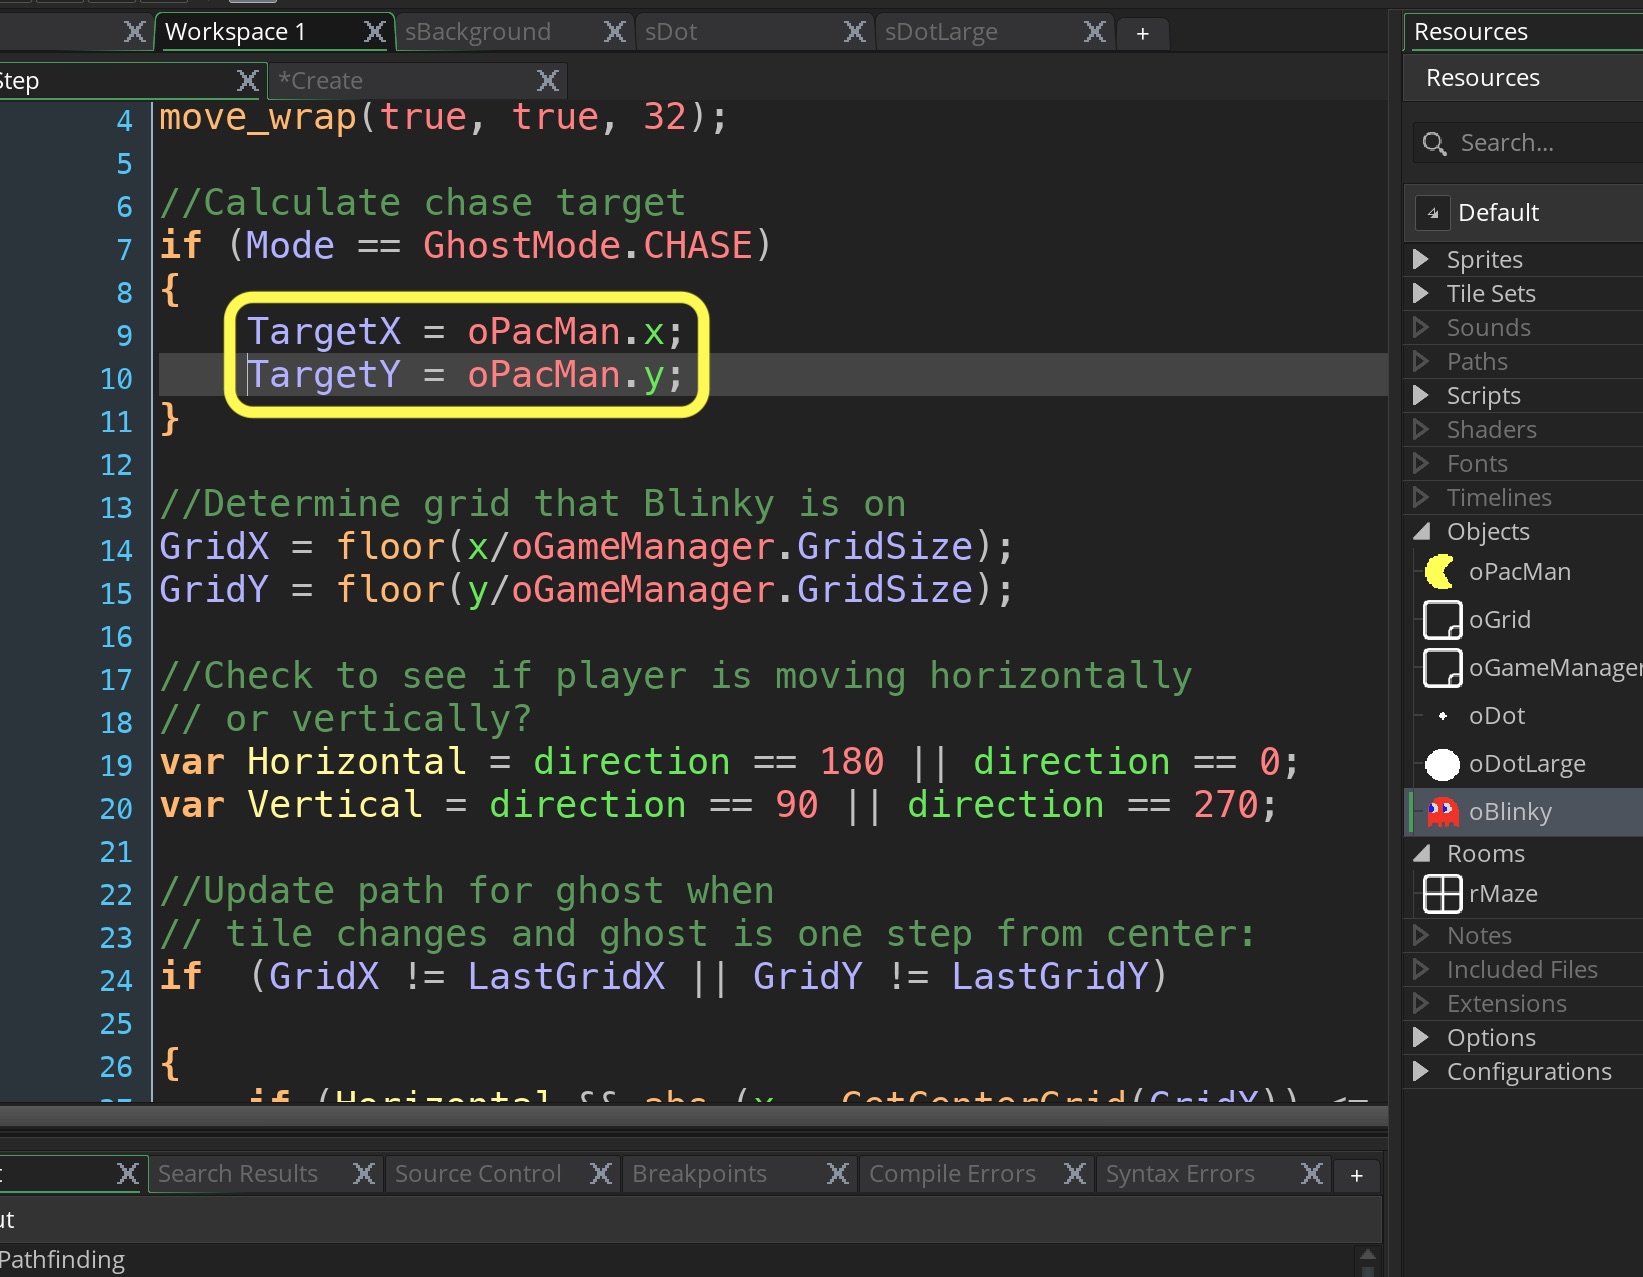 Workspace 1
sBackground
sDot
sDotLarge
+
Step
*Create
4 move_wrap(true, true, 32);
5
6 //Calculate chase target
7 if (Mode == GhostMode.CHASE)
8 {
9 TargetX = oPacMan.x;
10 TargetY = oPacMan.y;
11 }
12
13 //Determine grid that Blinky is on
14 GridX = floor(x/oGameManager.GridSize);
15 GridY = floor(y/oGameManager.GridSize);
16
17 //Check to see if player is moving horizontally
18 // or vertically?
19 var Horizontal = direction == 180 || direction == 0;
20 var Vertical = direction == 90 || direction == 270;
21
22 //Update path for ghost when
23 // tile changes and ghost is one step from center:
24 if  (GridX != LastGridX || GridY != LastGridY)
25
26 {
27 if (Horizontal && abs (x - GetCenterGrid(GridX)) <=
Search Results
Source Control
Breakpoints
Compile Errors
Syntax Errors
+
ut
Pathfinding
Resources
Resources
Search...
Default
Sprites
Tile Sets
Sounds
Paths
Scripts
Shaders
Fonts
Timelines
Objects
oPacMan
oGrid
oGameManager
oDot
oDotLarge
oBlinky
Rooms
rMaze
Notes
Included Files
Extensions
Options
Configurations